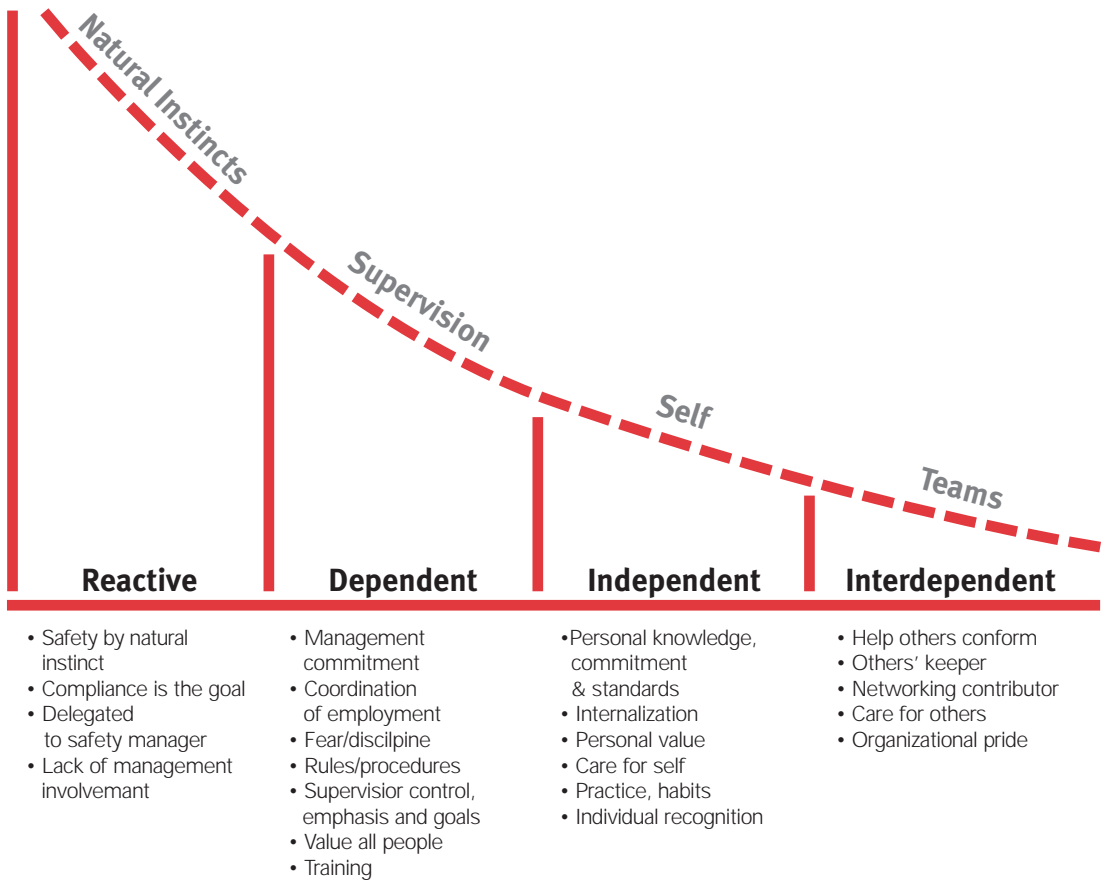 Natural Instincts
Supervision
Self
Teams
Reactive
• Safety by natural
instinct
• Compliance is the goal
• Delegated
to safety manager
• Lack of management
involvemant
Dependent
• Management
commitment
• Coordination
of employment
• Fear/discilpine
• Rules/procedures
• Supervisior control,
emphasis and goals
• Value all people
• Training
Independent
•Personal knowledge,
commitment
& standards
• Internalization
• Personal value
• Care for self
• Practice, habits
• Individual recognition
Interdependent
• Help others conform
• Others’ keeper
• Networking contributor
• Care for others
• Organizational pride